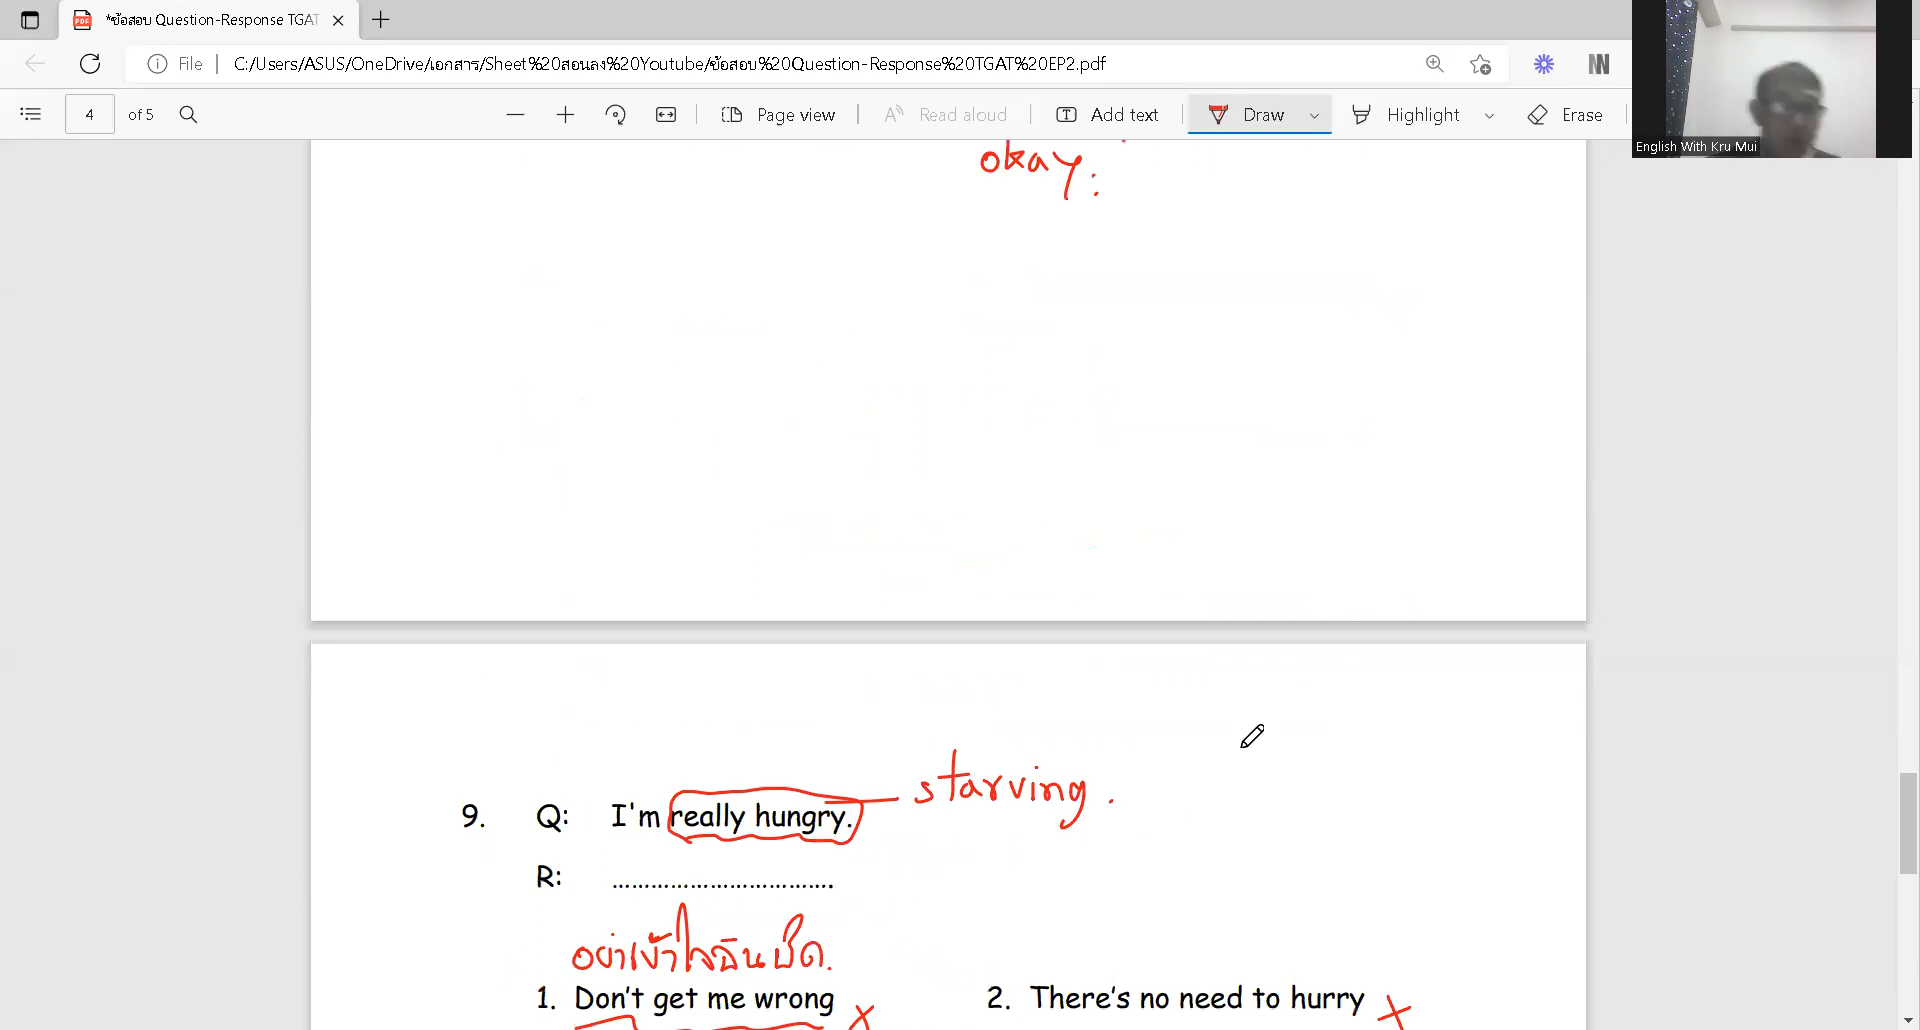 *ข้อสอบ Question-Response TGAT
File
C:/Users/ASUS/OneDrive/เอกสาร/Sheet%20สอนลง%20Youtube/ข้อสอบ%20Question-Response%20TGAT%20EP2.pdf
4 of 5
Page view
Read aloud
Add text
Draw
Highlight
Erase
English With Kru Mui
okay.
9. Q: I'm really hungry. starving.
R: ................................
อย่าเข้าใจฉันผิด.
1. Don't get me wrong
2. There's no need to hurry